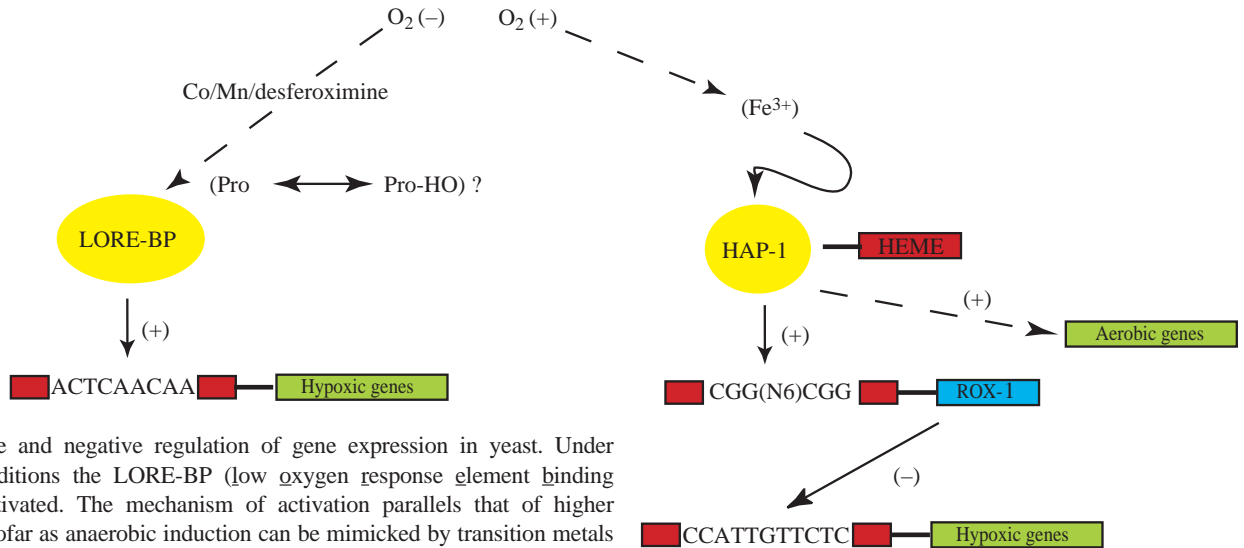 O₂ (–) O₂ (+)
Co/Mn/desferoximine
(Fe³⁺)
(Pro Pro-HO) ?
LORE-BP
HAP-1
HEME
(+)
(+)
(+)
Aerobic genes
ACTCAACAA Hypoxic genes
CGG(N6)CGG ROX-1
(–)
CCATTGTTCTC Hypoxic genes
e and negative regulation of gene expression in yeast. Under
ditions the LORE-BP (low oxygen response element binding
tivated. The mechanism of activation parallels that of higher
ofar as anaerobic induction can be mimicked by transition metals